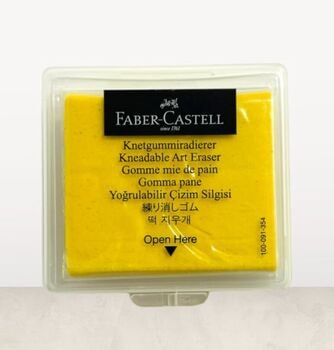 FABER-CASTELL
since 1761
Knetgummiradierer
Kneadable Art Eraser
Gomme mie de pain
Gomma pane
Yoğrulabilir Çizim Silgisi
練り消しゴム
떡 지우개
Open Here
100-091-354